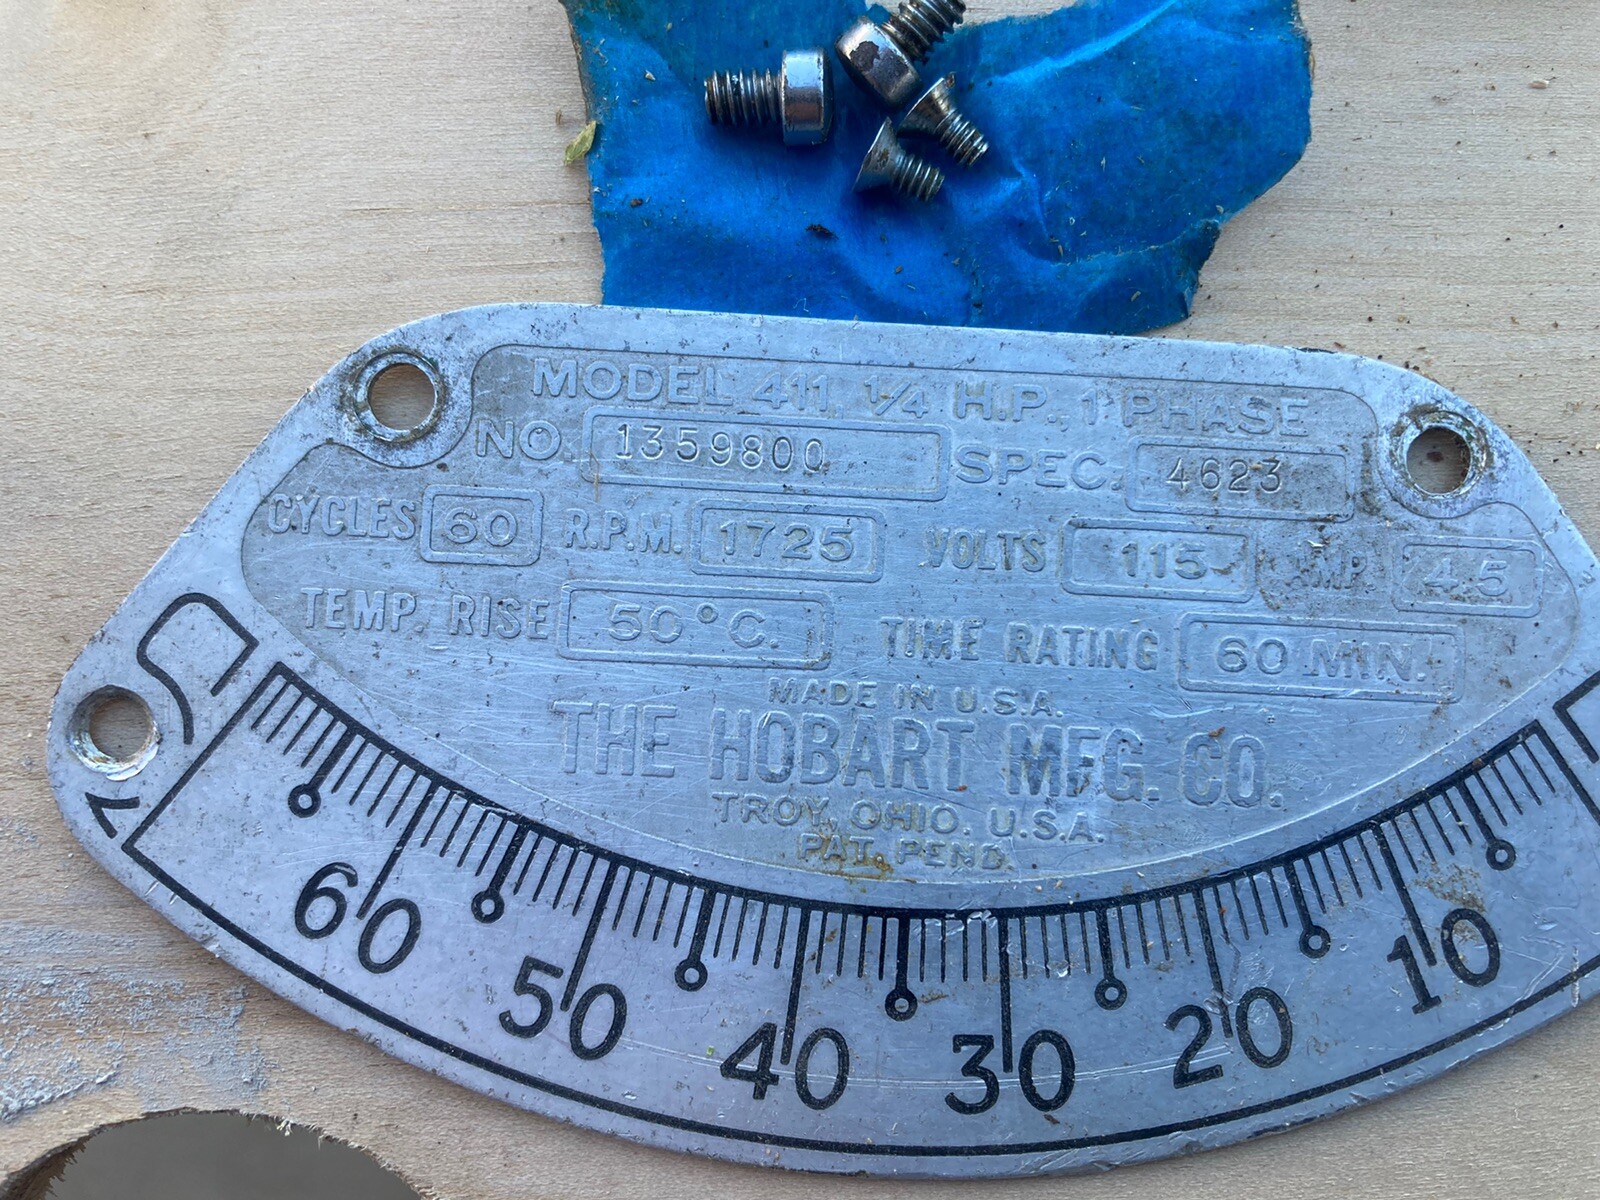 MODEL 411, 1/4 H.P., 1 PHASE
NO. 1359800 SPEC. 4623
CYCLES 60 R.P.M. 1725 VOLTS 115 AMP. 4.5
TEMP. RISE 50°C. TIME RATING 60 MIN.
MADE IN U.S.A.
THE HOBART MFG. CO.
TROY, OHIO. U.S.A.
PAT. PEND.
60 50 40 30 20 10